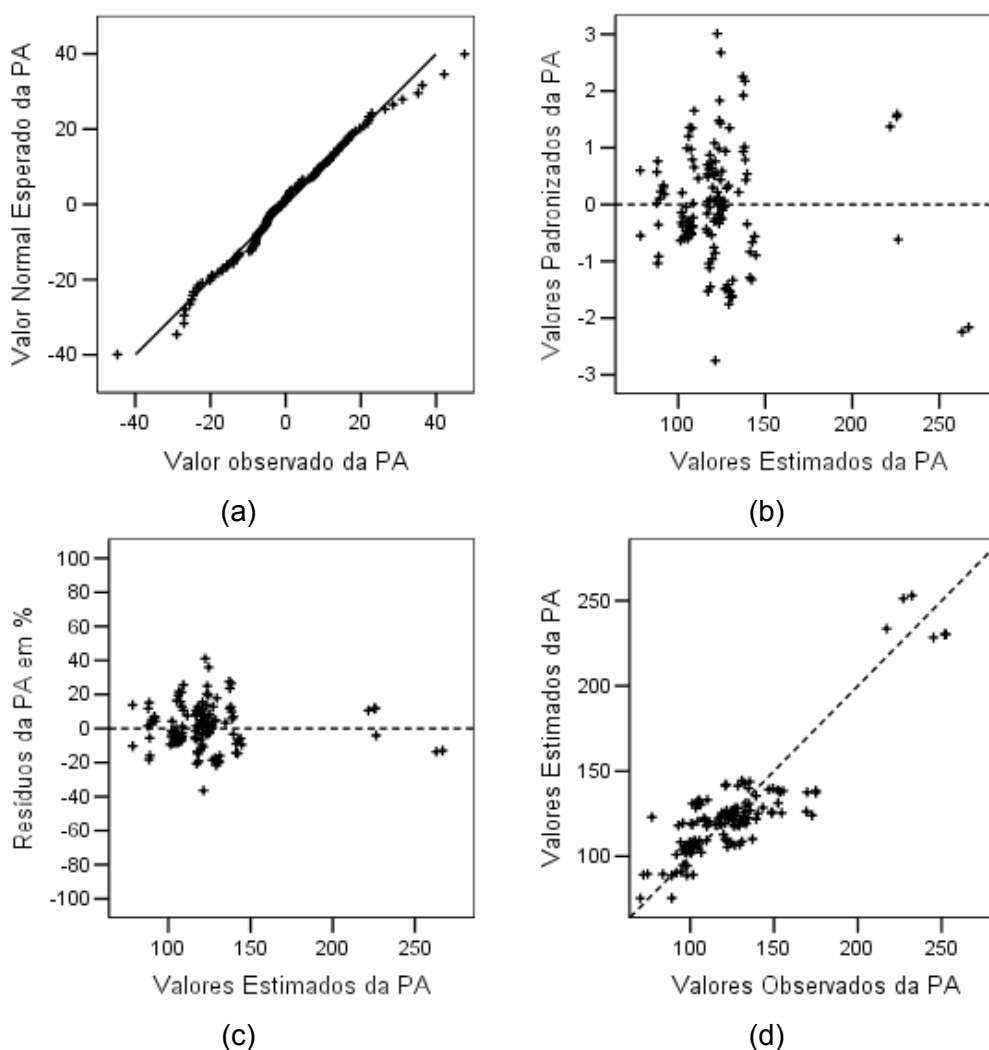 Valor Normal Esperado da PA
40
20
0
-20
-40
-40 -20 0 20 40
Valor observado da PA
(a)
Valores Padronizados da PA
3
2
1
0
-1
-2
-3
100 150 200 250
Valores Estimados da PA
(b)
Resíduos da PA em %
100
80
60
40
20
0
-20
-40
-60
-80
-100
100 150 200 250
Valores Estimados da PA
(c)
Valores Estimados da PA
250
200
150
100
100 150 200 250
Valores Observados da PA
(d)